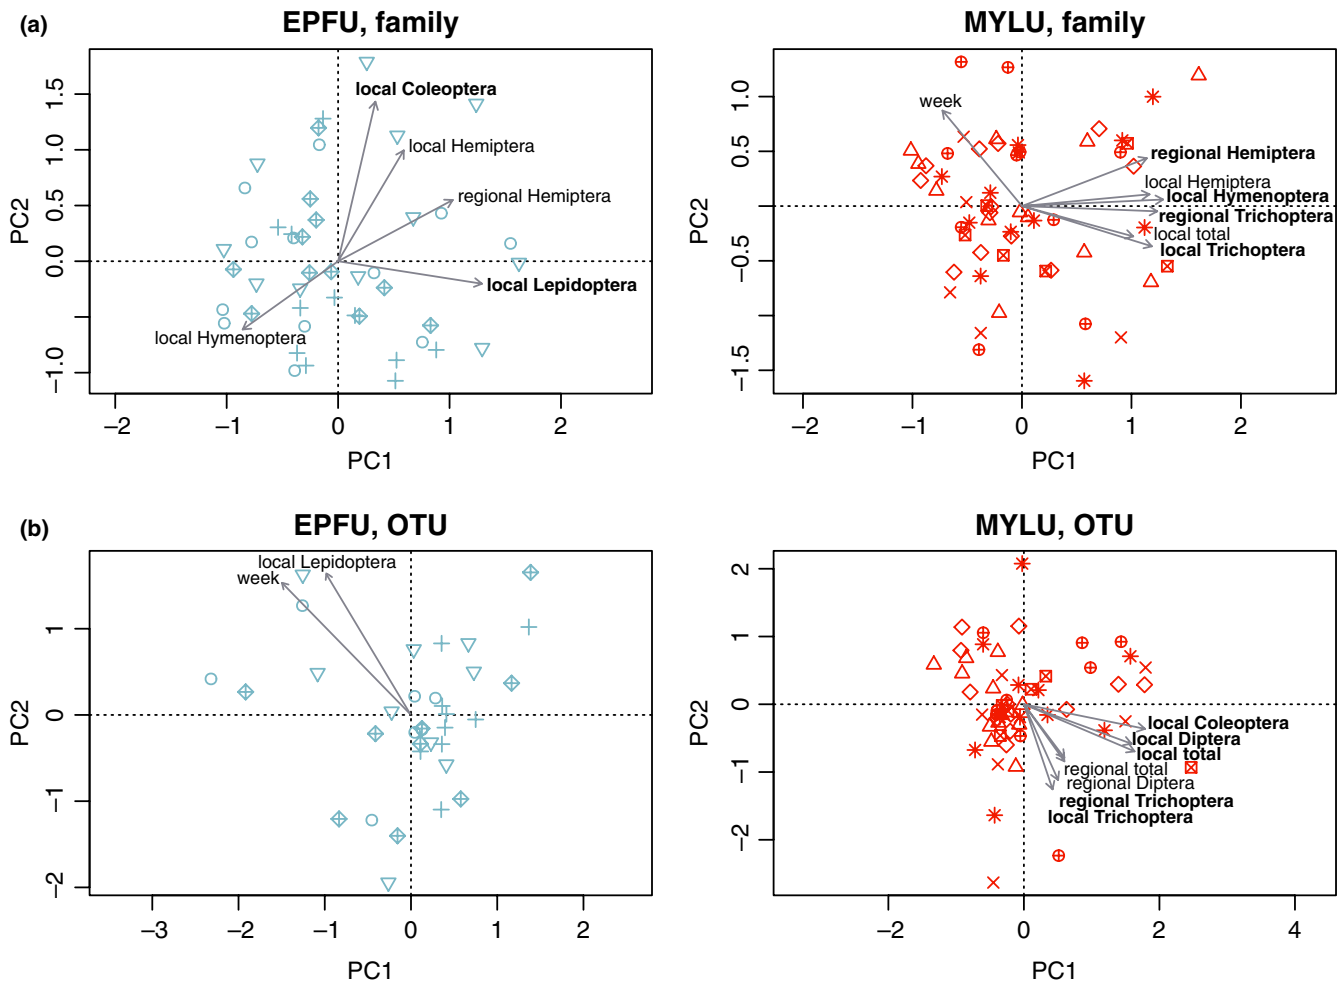 (a)
EPFU, family
MYLU, family
PC2
1.5
1.0
0.5
0.0
−1.0
local Coleoptera
local Hemiptera
regional Hemiptera
local Lepidoptera
local Hymenoptera
−2
−1
0
1
2
PC1
PC2
1.0
0.5
−0.5
−1.5
week
regional Hemiptera
local Hemiptera
local Hymenoptera
regional Trichoptera
local total
local Trichoptera
−2
−1
0
1
2
PC1
(b)
EPFU, OTU
MYLU, OTU
PC2
1
0
−1
−2
local Lepidoptera
week
−3
−2
−1
0
1
2
PC1
PC2
2
1
0
−1
−2
local Coleoptera
local Diptera
local total
regional total
regional Diptera
regional Trichoptera
local Trichoptera
−2
0
2
4
PC1